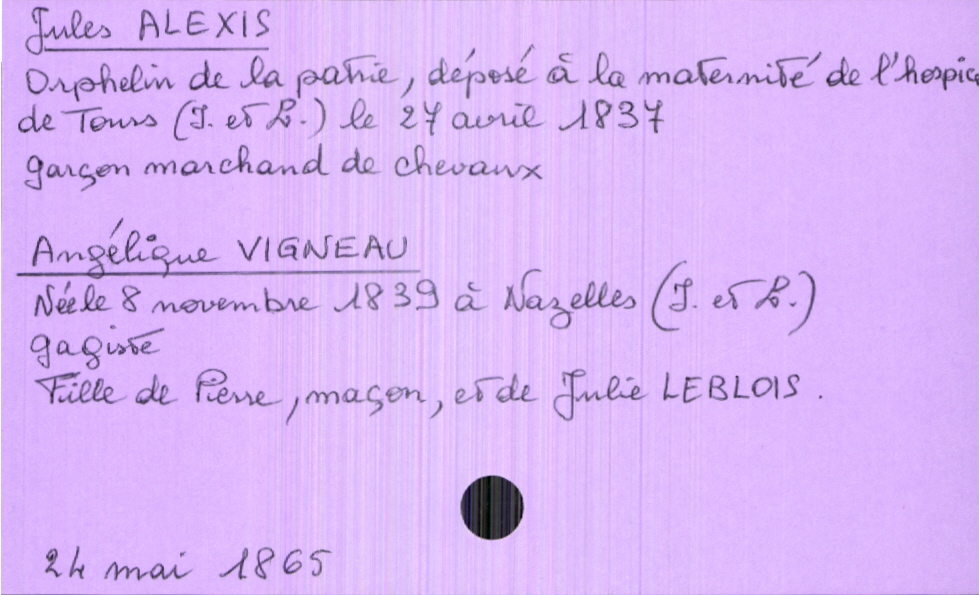 Jules ALEXIS
Orphelin de la patrie, déposé à la maternité de l'hospice
de Tours (I. et L.) le 27 avril 1837
garçon marchand de chevaux
Angélique VIGNEAU
Née le 8 novembre 1839 à Nazelles (I. et L.)
gagiste
Fille de Pierre, maçon, et de Julie LEBLOIS.
24 mai 1865